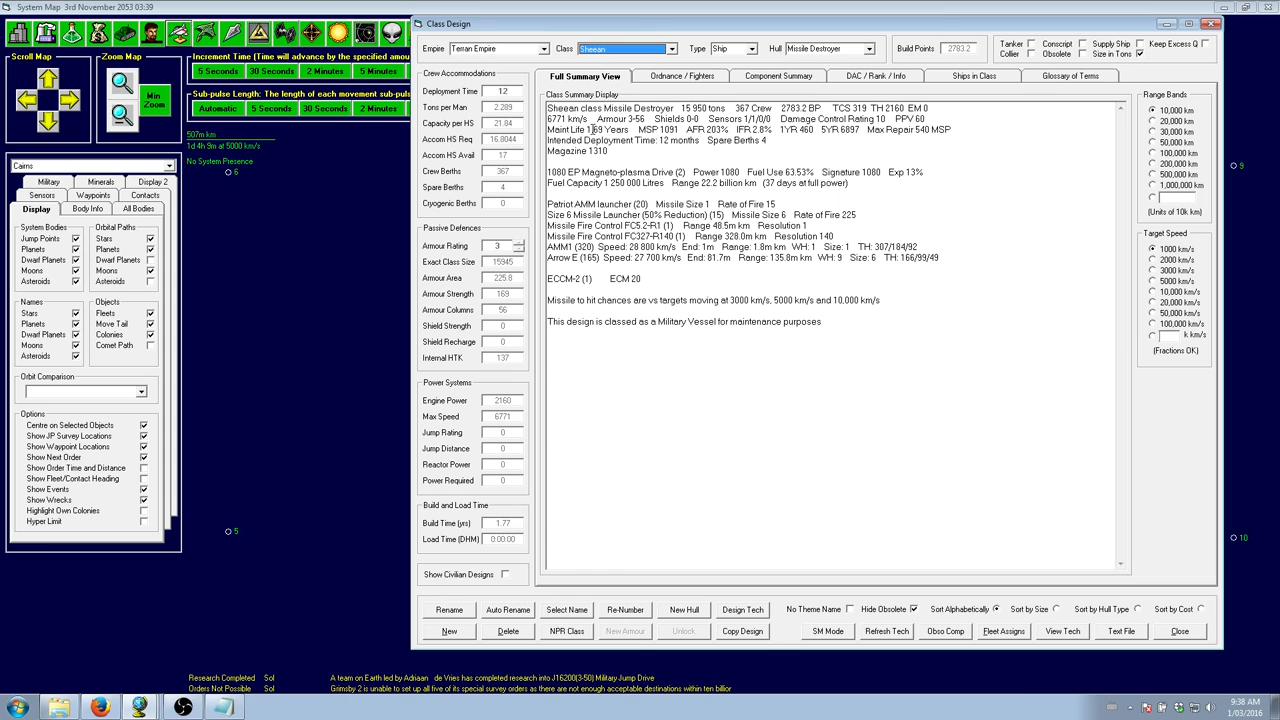 System Map   3rd November 2053 03:39
Scroll Map
Zoom Map
Min
Zoom
Increment Time (Time will advance by the specified amou
5 Seconds
30 Seconds
2 Minutes
5 Minutes
Sub-pulse Length: The length of each movement sub-pulse
Automatic
5 Seconds
30 Seconds
2 Minutes
507m km
1d 4h 9m at 5000 km/s
No System Presence
6
5
9
10
Cairns
Military
Minerals
Display 2
Sensors
Waypoints
Contacts
Display
Body Info
All Bodies
System Bodies
Jump Points
Planets
Dwarf Planets
Moons
Asteroids
Orbital Paths
Stars
Planets
Dwarf Planets
Moons
Asteroids
Names
Stars
Planets
Dwarf Planets
Moons
Asteroids
Objects
Fleets
Move Tail
Colonies
Comet Path
Orbit Comparison
Options
Centre on Selected Objects
Show JP Survey Locations
Show Waypoint Locations
Show Next Order
Show Order Time and Distance
Show Fleet/Contact Heading
Show Events
Show Wrecks
Highlight Own Colonies
Hyper Limit
Class Design
Empire
Terran Empire
Class
Sheean
Type
Ship
Hull
Missile Destroyer
Build Points
2783.2
Tanker
Conscript
Supply Ship
Keep Excess Q
Collier
Obsolete
Size in Tons
Crew Accommodations
Deployment Time 12
Tons per Man 2.289
Capacity per HS 21.84
Accom HS Req 16.8044
Accom HS Avail 17
Crew Berths 367
Spare Berths 4
Cryogenic Berths 0
Passive Defences
Armour Rating 3
Exact Class Size 15945
Armour Area 225.8
Armour Strength 169
Armour Columns 56
Shield Strength 0
Shield Recharge 0
Internal HTK 137
Power Systems
Engine Power 2160
Max Speed 6771
Jump Rating 0
Jump Distance 0
Reactor Power 0
Power Required 0
Build and Load Time
Build Time (yrs) 1.77
Load Time (DHM) 0:00:00
Show Civilian Designs
Full Summary View
Ordnance / Fighters
Component Summary
DAC / Rank / Info
Ships in Class
Glossary of Terms
Class Summary Display
Sheean class Missile Destroyer    15 950 tons    367 Crew    2783.2 BP    TCS 319  TH 2160  EM 0
6771 km/s    Armour 3-56    Shields 0-0    Sensors 1/1/0/0    Damage Control Rating 10    PPV 60
Maint Life 1.69 Years    MSP 1091    AFR 203%    IFR 2.8%    1YR 460    5YR 6897    Max Repair 540 MSP
Intended Deployment Time: 12 months    Spare Berths 4
Magazine 1310
1080 EP Magneto-plasma Drive (2)    Power 1080    Fuel Use 63.53%    Signature 1080    Exp 13%
Fuel Capacity 1 250 000 Litres    Range 22.2 billion km    (37 days at full power)
Patriot AMM launcher (20)    Missile Size 1    Rate of Fire 15
Size 6 Missile Launcher (50% Reduction) (15)    Missile Size 6    Rate of Fire 225
Missile Fire Control FC5.2-R1 (1)    Range 48.5m km    Resolution 1
Missile Fire Control FC327-R140 (1)    Range 328.0m km    Resolution 140
AMM1 (320)  Speed: 28 800 km/s    End: 1m    Range: 1.8m km    WH: 1    Size: 1    TH: 307/184/92
Arrow E (165)  Speed: 27 700 km/s    End: 81.7m    Range: 135.8m km    WH: 9    Size: 6    TH: 166/99/49
ECCM-2 (1)    ECM 20
Missile to hit chances are vs targets moving at 3000 km/s, 5000 km/s and 10,000 km/s
This design is classed as a Military Vessel for maintenance purposes
Range Bands
10,000 km
20,000 km
30,000 km
50,000 km
100,000 km
200,000 km
500,000 km
1,000,000 km
(Units of 10k km)
Target Speed
1000 km/s
2000 km/s
3000 km/s
5000 km/s
10,000 km/s
20,000 km/s
50,000 km/s
100,000 km/s
k km/s
(Fractions OK)
Rename
Auto Rename
Select Name
Re-Number
New Hull
Design Tech
No Theme Name
Hide Obsolete
Sort Alphabetically
Sort by Size
Sort by Hull Type
Sort by Cost
New
Delete
NPR Class
New Armour
Unlock
Copy Design
SM Mode
Refresh Tech
Obso Comp
Fleet Assigns
View Tech
Text File
Close
Research Completed    Sol    A team on Earth led by Adriaan    de Vries has completed research into J16200(3-50) Military Jump Drive
Orders Not Possible    Sol    Grimsby 2 is unable to set up all five of its special survey orders as there are not enough acceptable destinations within ten billior
9:38 AM
1/03/2016